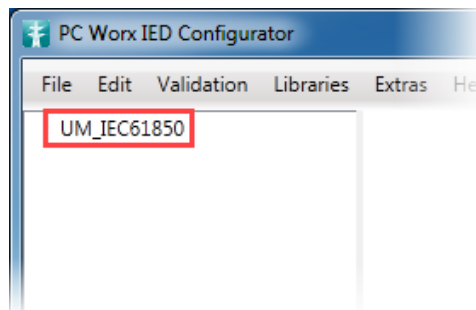 PC Worx IED Configurator
File Edit Validation Libraries Extras
UM_IEC61850